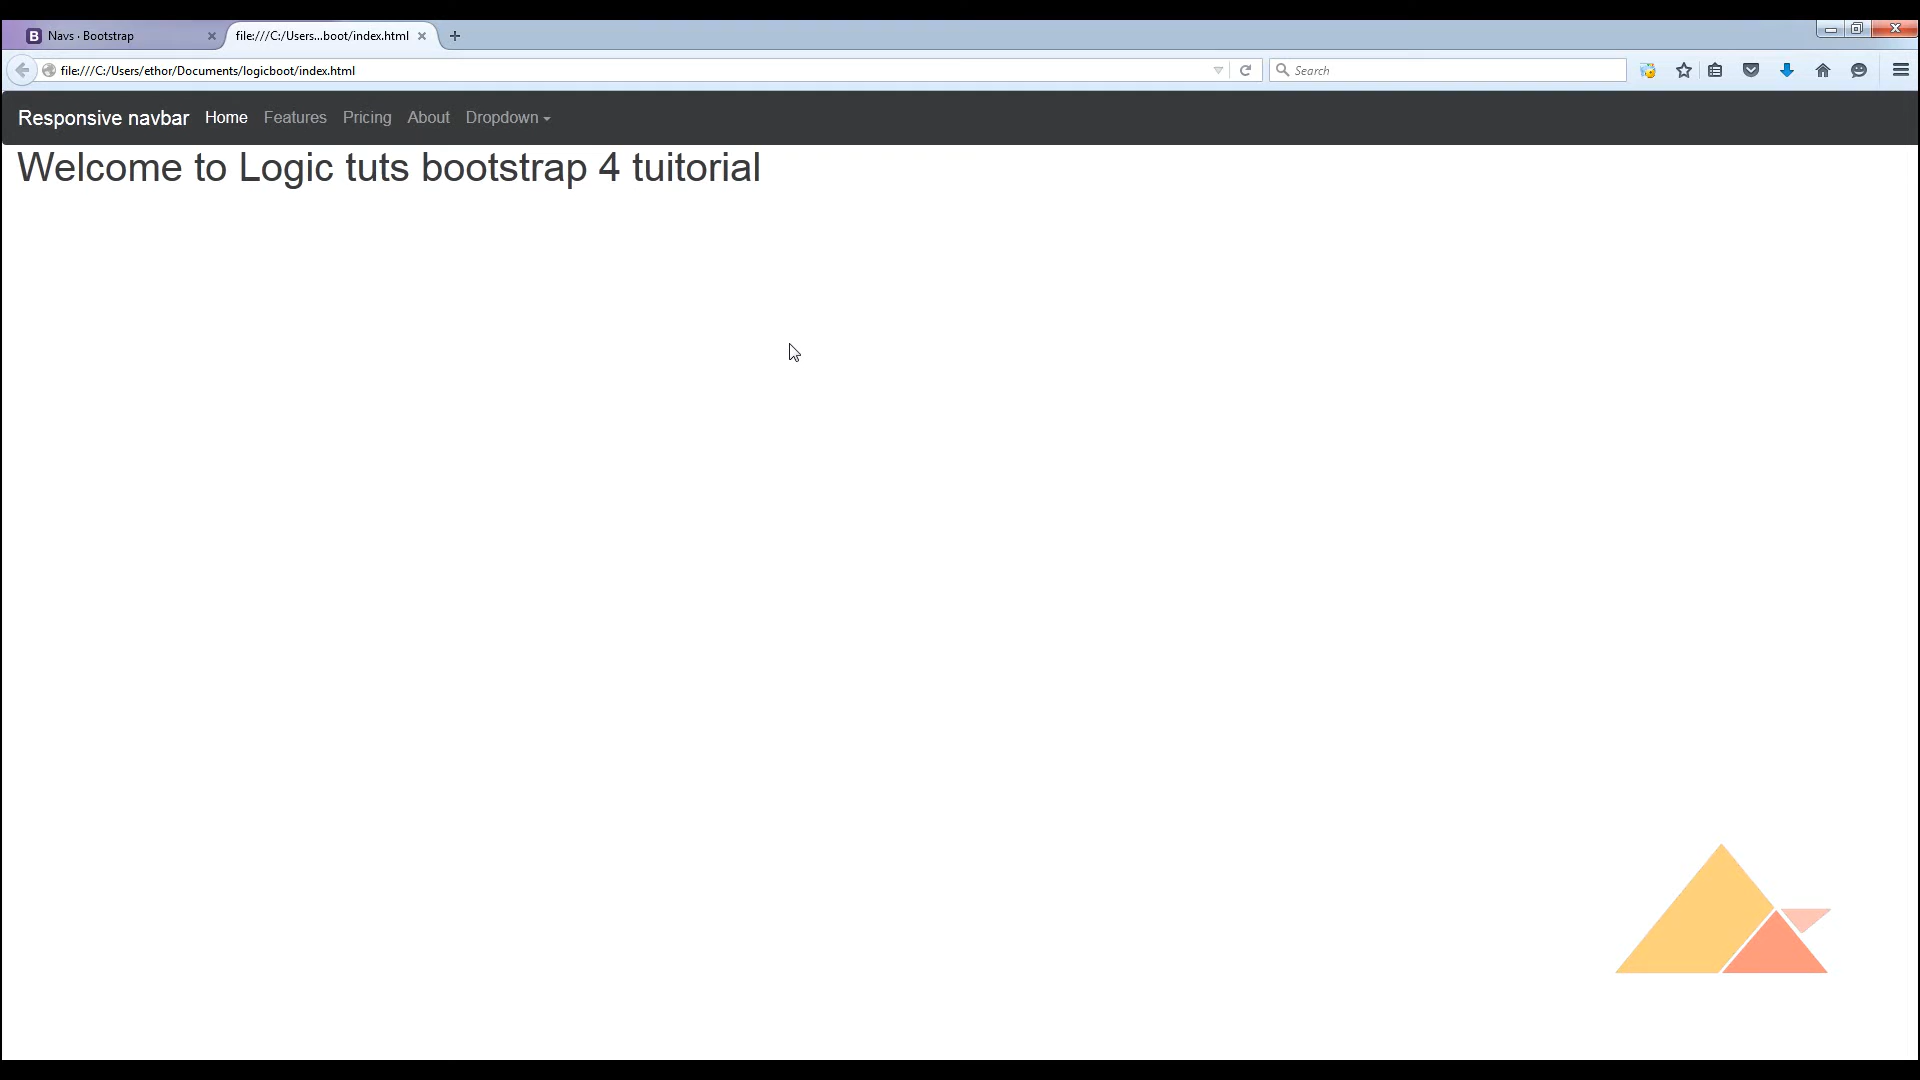 Navs · Bootstrap
file:///C:/Users...boot/index.html
file:///C:/Users/ethor/Documents/logicboot/index.html
Search
Responsive navbar Home Features Pricing About Dropdown
Welcome to Logic tuts bootstrap 4 tuitorial